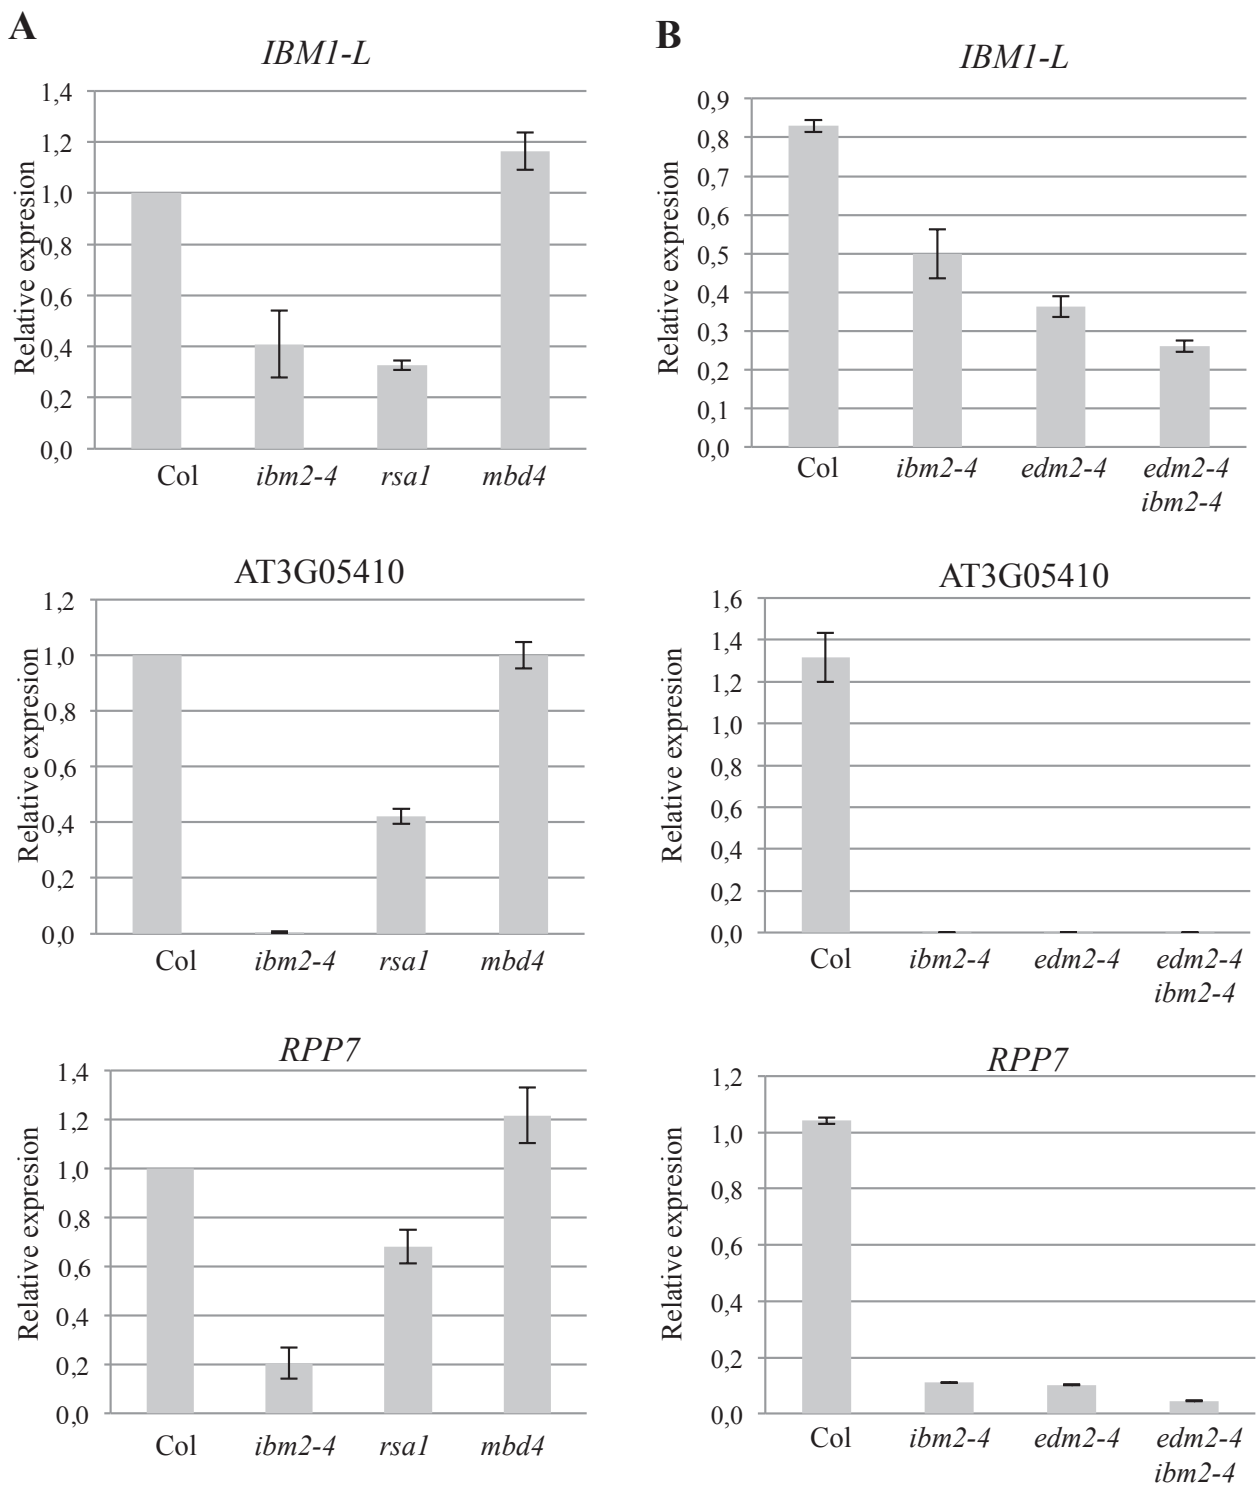 A
IBM1-L
Relative expresion
1,4
1,2
1,0
0,8
0,6
0,4
0,2
0,0
Col ibm2-4 rsa1 mbd4
AT3G05410
Relative expresion
1,2
1,0
0,8
0,6
0,4
0,2
0,0
Col ibm2-4 rsa1 mbd4
RPP7
Relative expresion
1,4
1,2
1,0
0,8
0,6
0,4
0,2
0,0
Col ibm2-4 rsa1 mbd4
B
IBM1-L
Relative expresion
0,9
0,8
0,7
0,6
0,5
0,4
0,3
0,2
0,1
0,0
Col ibm2-4 edm2-4 edm2-4
ibm2-4
AT3G05410
Relative expresion
1,6
1,4
1,2
1,0
0,8
0,6
0,4
0,2
0,0
Col ibm2-4 edm2-4 edm2-4
ibm2-4
RPP7
Relative expresion
1,2
1,0
0,8
0,6
0,4
0,2
0,0
Col ibm2-4 edm2-4 edm2-4
ibm2-4